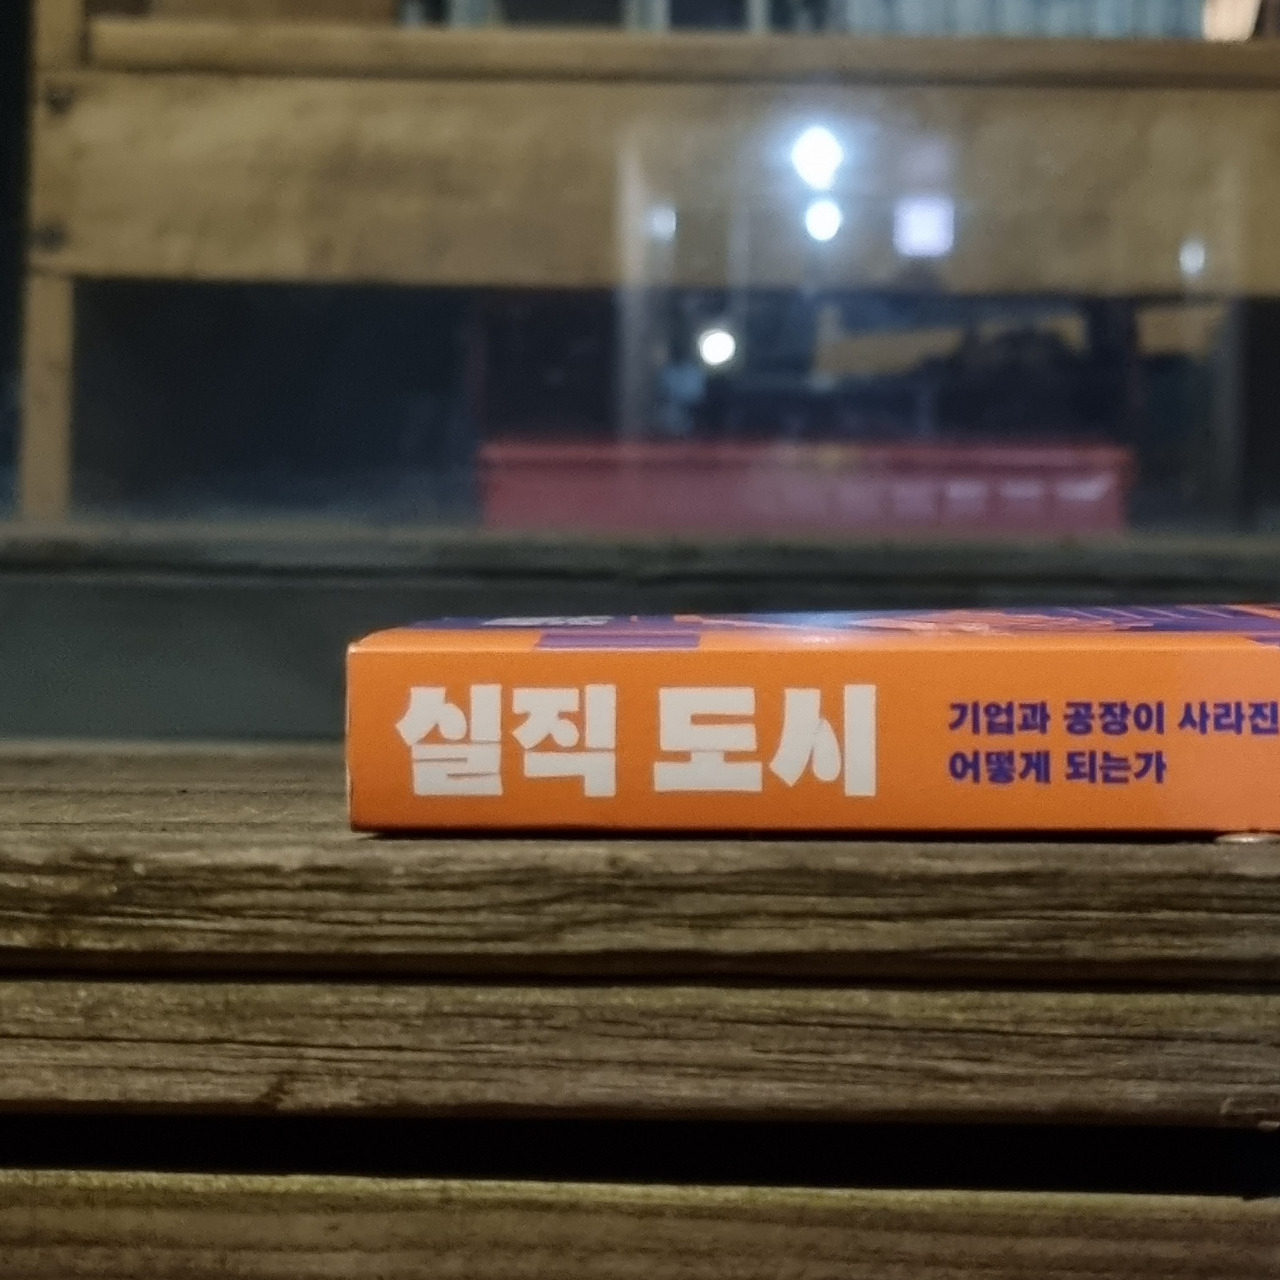 실직 도시
기업과 공장이 사라진
어떻게 되는가